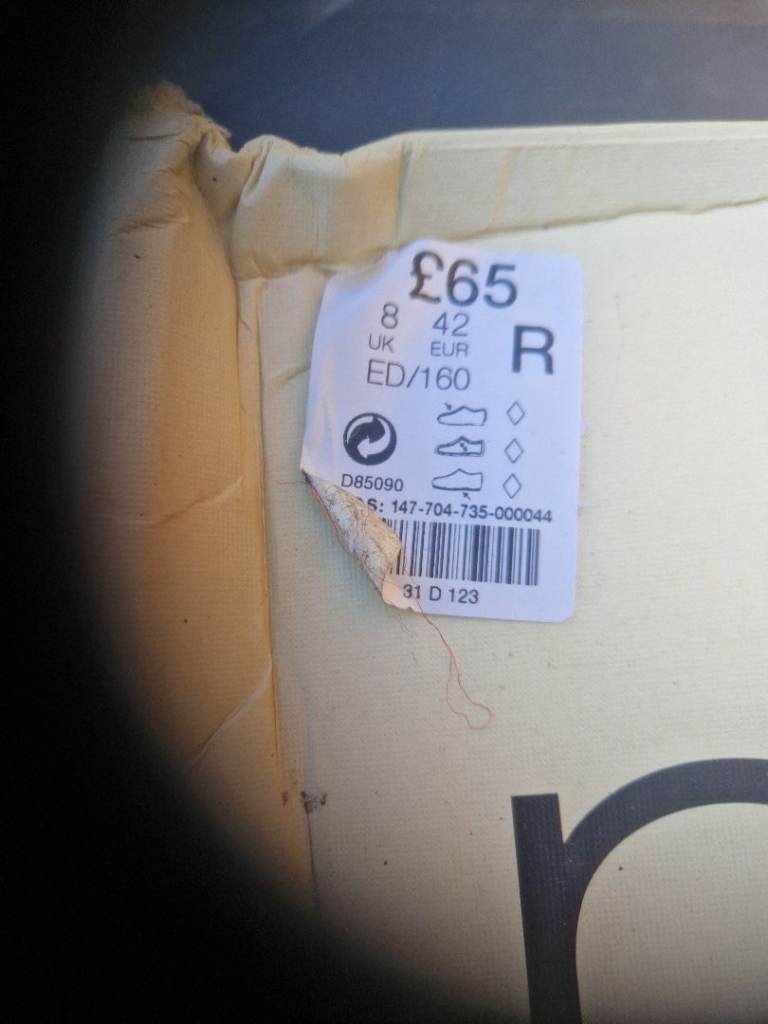 £65
8 42 R
UK EUR
ED/160
D85090
S: 147-704-735-000044
31 D 123
n